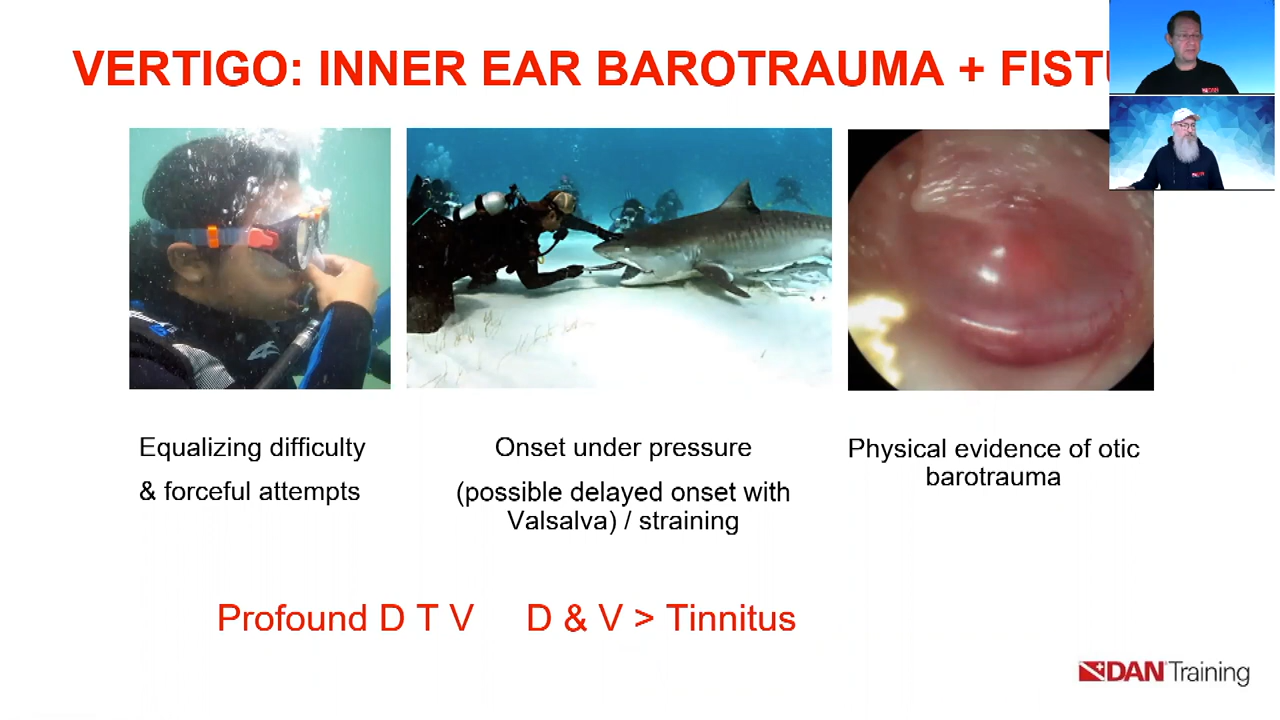 VERTIGO: INNER EAR BAROTRAUMA + FISTU
Equalizing difficulty
& forceful attempts
Onset under pressure
(possible delayed onset with
Valsalva) / straining
Physical evidence of otic
barotrauma
Profound D T V D & V > Tinnitus
DAN Training